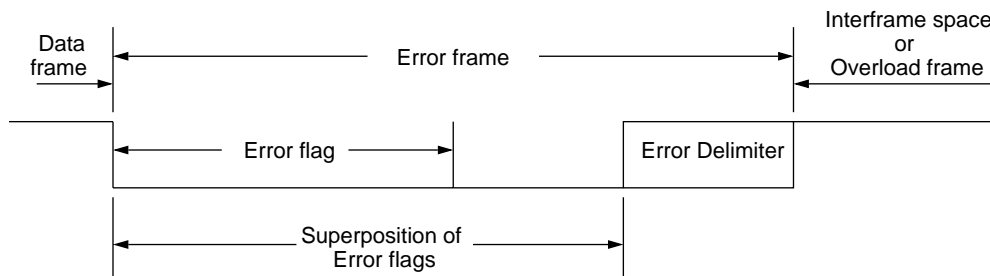 Data
frame
Error frame
Interframe space
or
Overload frame
Error flag
Error Delimiter
Superposition of
Error flags